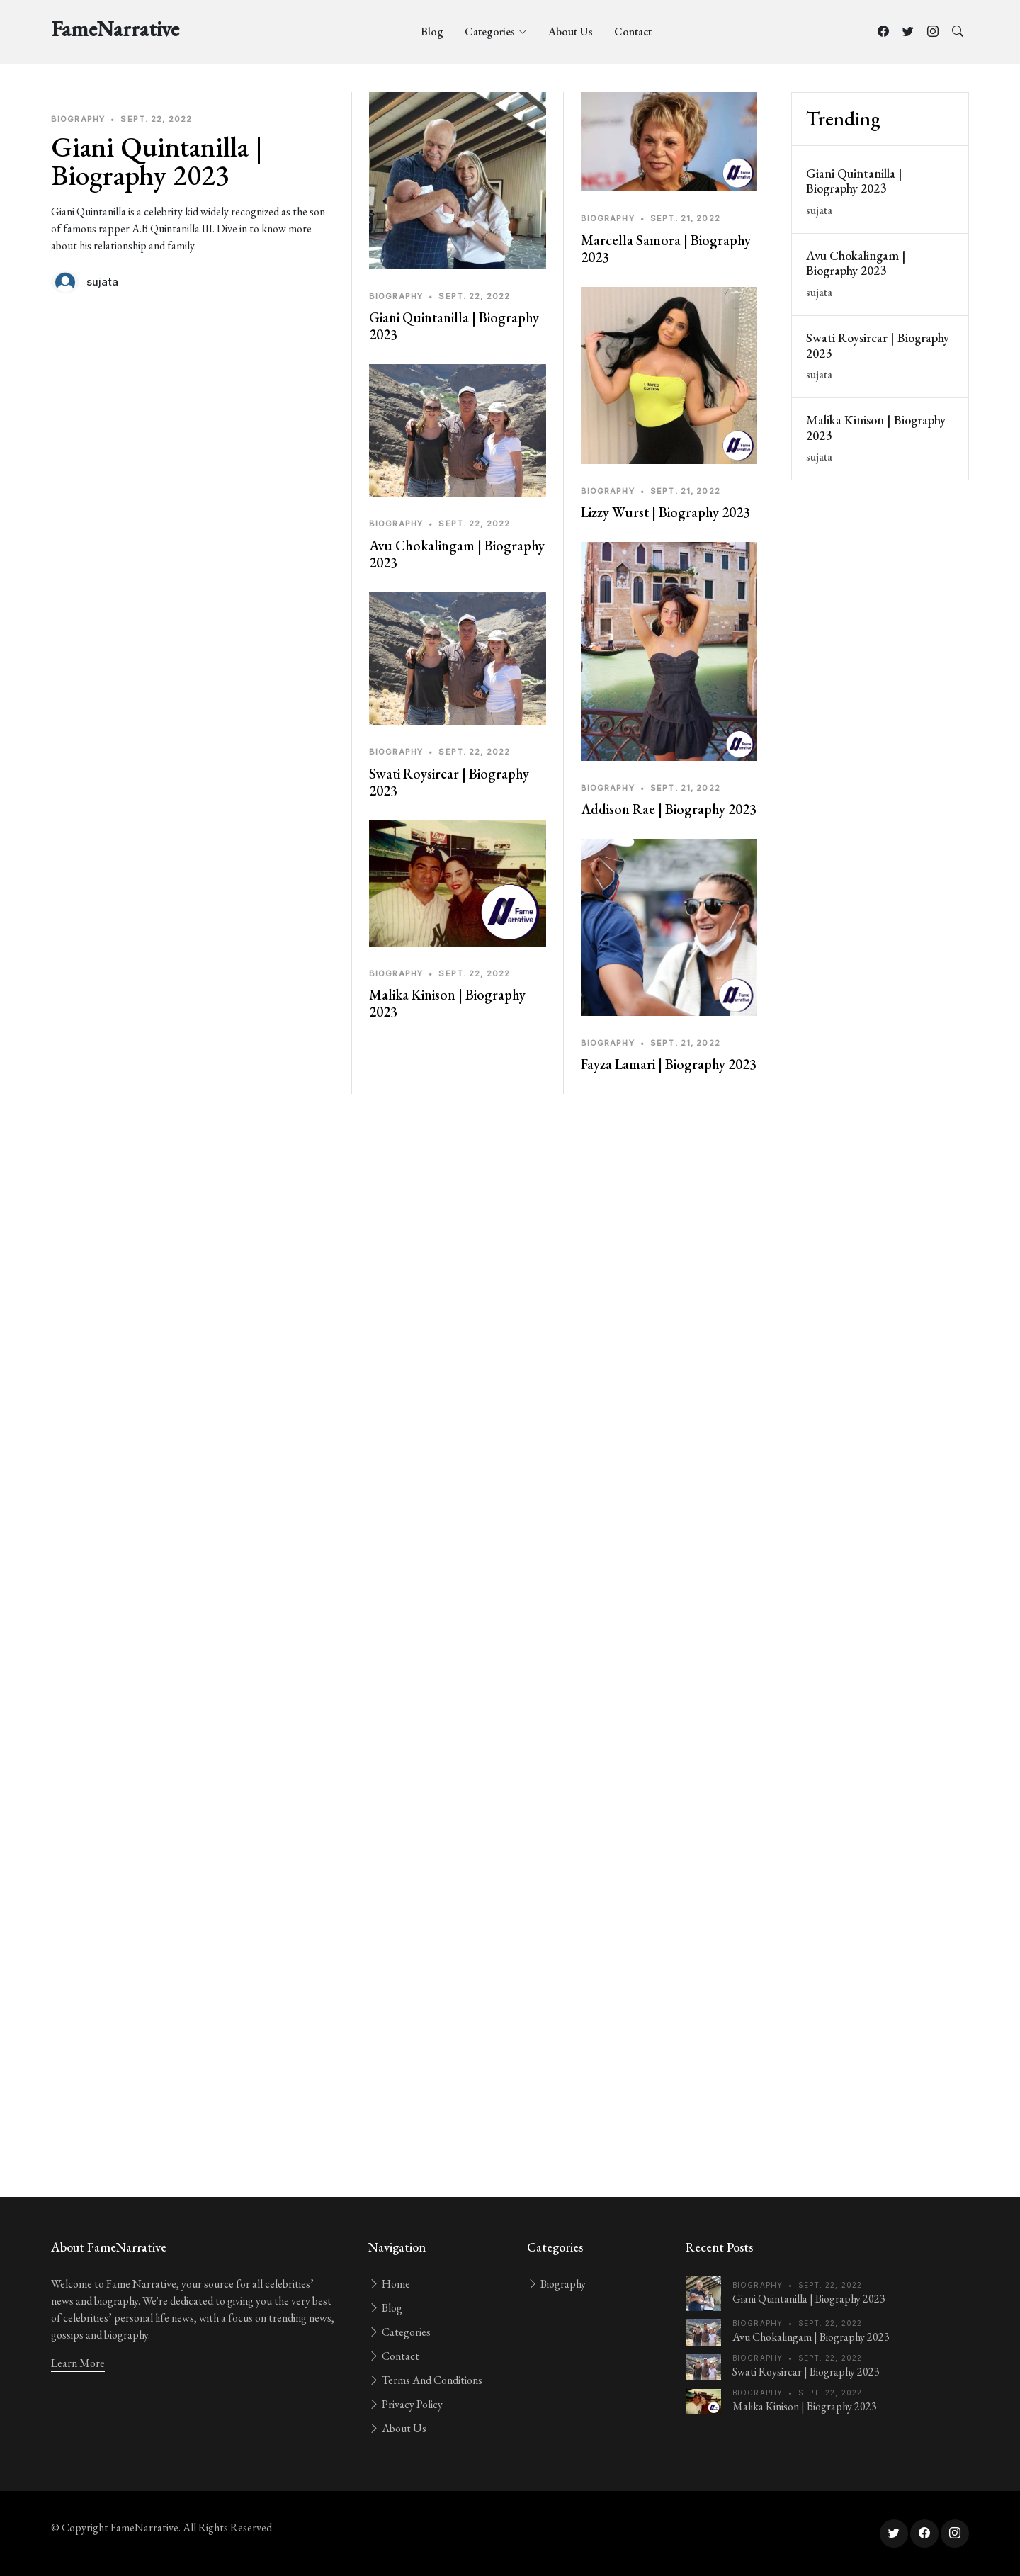 FameNarrative
Blog
Categories
About Us
Contact
BIOGRAPHY • SEPT. 22, 2022
Giani Quintanilla |
Biography 2023
Giani Quintanilla is a celebrity kid widely recognized as the son
of famous rapper A.B Quintanilla III. Dive in to know more
about his relationship and family.
sujata
BIOGRAPHY • SEPT. 22, 2022
Giani Quintanilla | Biography
2023
BIOGRAPHY • SEPT. 22, 2022
Avu Chokalingam | Biography
2023
BIOGRAPHY • SEPT. 22, 2022
Swati Roysircar | Biography
2023
Fame
Narrative
BIOGRAPHY • SEPT. 22, 2022
Malika Kinison | Biography
2023
BIOGRAPHY • SEPT. 21, 2022
Marcella Samora | Biography
2023
LIMITED
EDITION
BIOGRAPHY • SEPT. 21, 2022
Lizzy Wurst | Biography 2023
BIOGRAPHY • SEPT. 21, 2022
Addison Rae | Biography 2023
BIOGRAPHY • SEPT. 21, 2022
Fayza Lamari | Biography 2023
Trending
Giani Quintanilla |
Biography 2023
sujata
Avu Chokalingam |
Biography 2023
sujata
Swati Roysircar | Biography
2023
sujata
Malika Kinison | Biography
2023
sujata
About FameNarrative
Welcome to Fame Narrative, your source for all celebrities’
news and biography. We're dedicated to giving you the very best
of celebrities’ personal life news, with a focus on trending news,
gossips and biography.
Learn More
Navigation
Home
Blog
Categories
Contact
Terms And Conditions
Privacy Policy
About Us
Categories
Biography
Recent Posts
BIOGRAPHY • SEPT. 22, 2022
Giani Quintanilla | Biography 2023
BIOGRAPHY • SEPT. 22, 2022
Avu Chokalingam | Biography 2023
BIOGRAPHY • SEPT. 22, 2022
Swati Roysircar | Biography 2023
BIOGRAPHY • SEPT. 22, 2022
Malika Kinison | Biography 2023
© Copyright FameNarrative. All Rights Reserved